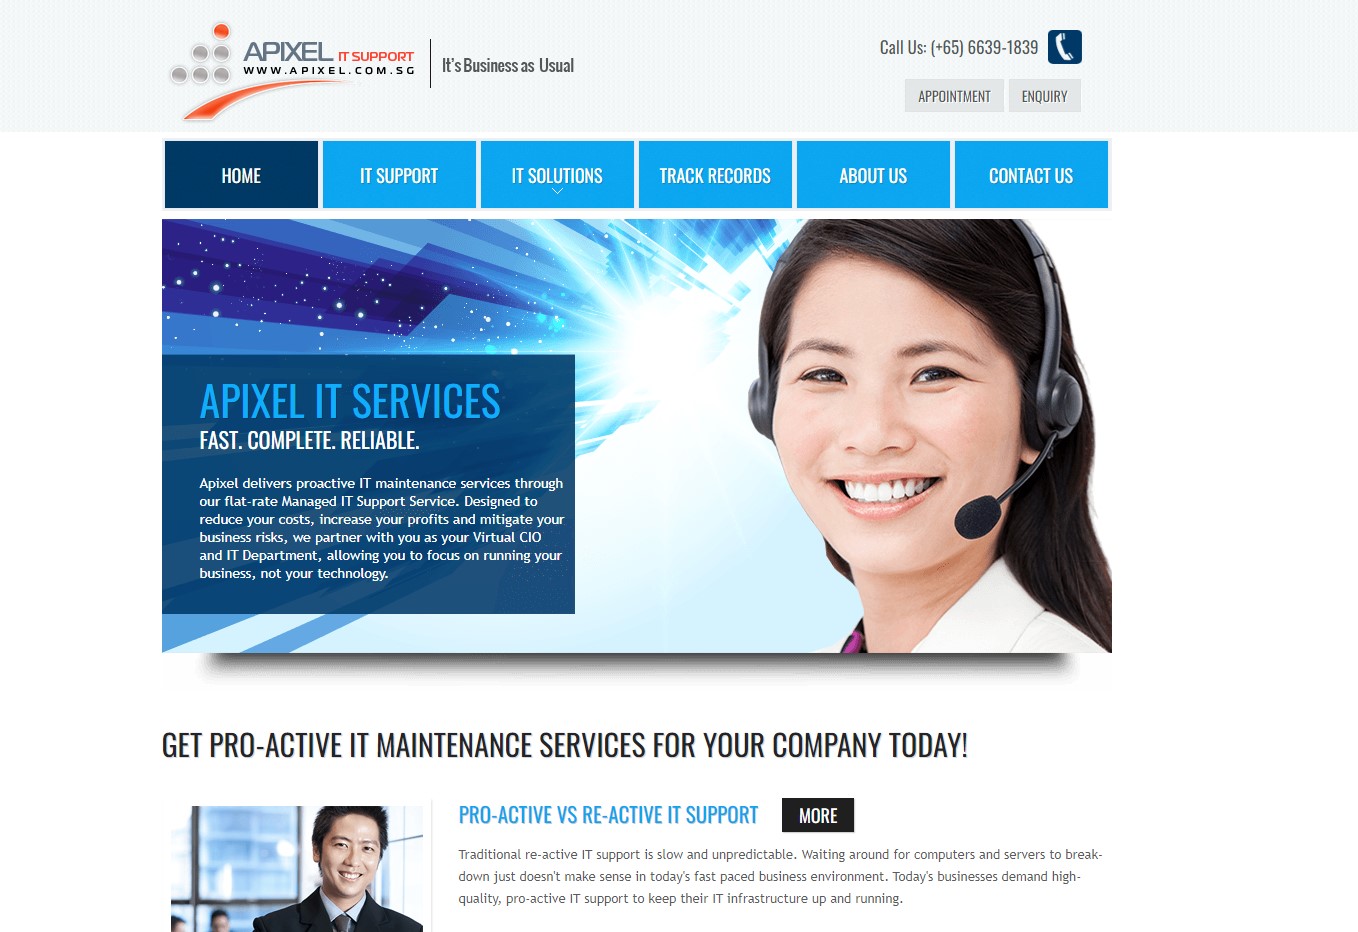 APIXEL IT SUPPORT
WWW.APIXEL.COM.SG
It's Business as Usual
Call Us: (+65) 6639-1839
APPOINTMENT
ENQUIRY
HOME
IT SUPPORT
IT SOLUTIONS
TRACK RECORDS
ABOUT US
CONTACT US
APIXEL IT SERVICES
FAST. COMPLETE. RELIABLE.
Apixel delivers proactive IT maintenance services through
our flat-rate Managed IT Support Service. Designed to
reduce your costs, increase your profits and mitigate your
business risks, we partner with you as your Virtual CIO
and IT Department, allowing you to focus on running your
business, not your technology.
GET PRO-ACTIVE IT MAINTENANCE SERVICES FOR YOUR COMPANY TODAY!
PRO-ACTIVE VS RE-ACTIVE IT SUPPORT
MORE
Traditional re-active IT support is slow and unpredictable. Waiting around for computers and servers to break-
down just doesn't make sense in today's fast paced business environment. Today's businesses demand high-
quality, pro-active IT support to keep their IT infrastructure up and running.